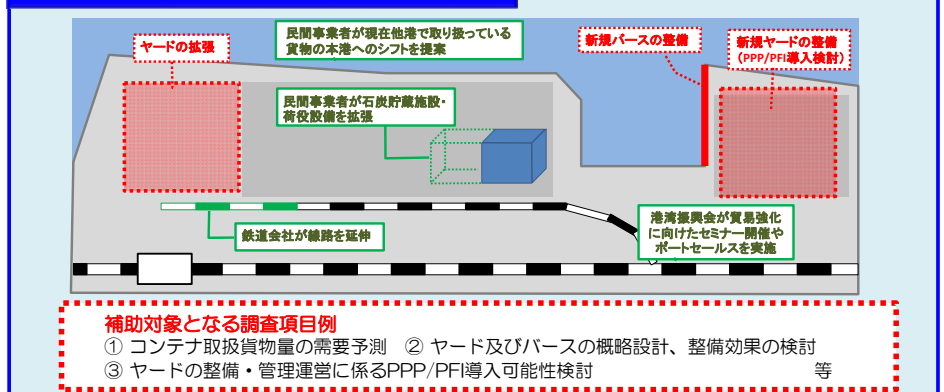 民間事業者が現在他港で取り扱っている
貨物の本港へのシフトを提案
ヤードの拡張
新規バースの整備
新規ヤードの整備
(PPP/PFI導入検討)
民間事業者が石炭貯蔵施設・
荷役設備を拡張
鉄道会社が線路を延伸
港湾振興会が貿易強化
に向けたセミナー開催や
ポートセールスを実施
補助対象となる調査項目例
① コンテナ取扱貨物量の需要予測 ② ヤード及びバースの概略設計、整備効果の検討
③ ヤードの整備・管理運営に係るPPP/PFI導入可能性検討 等